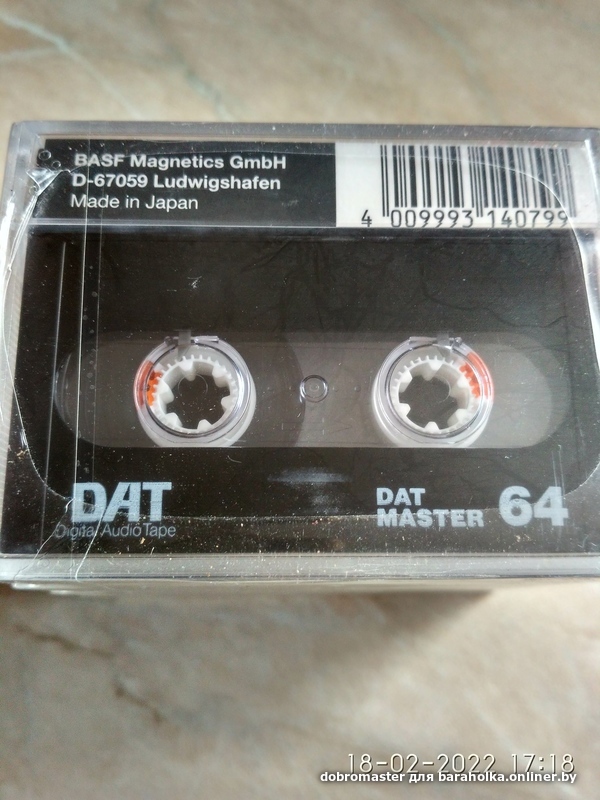 BASF Magnetics GmbH
D-67059 Ludwigshafen
Made in Japan
4 009993 140799
DAT
Digital Audio Tape
DAT
MASTER 64
18-02-2022 17:18
dobromaster для baraholka.onliner.by